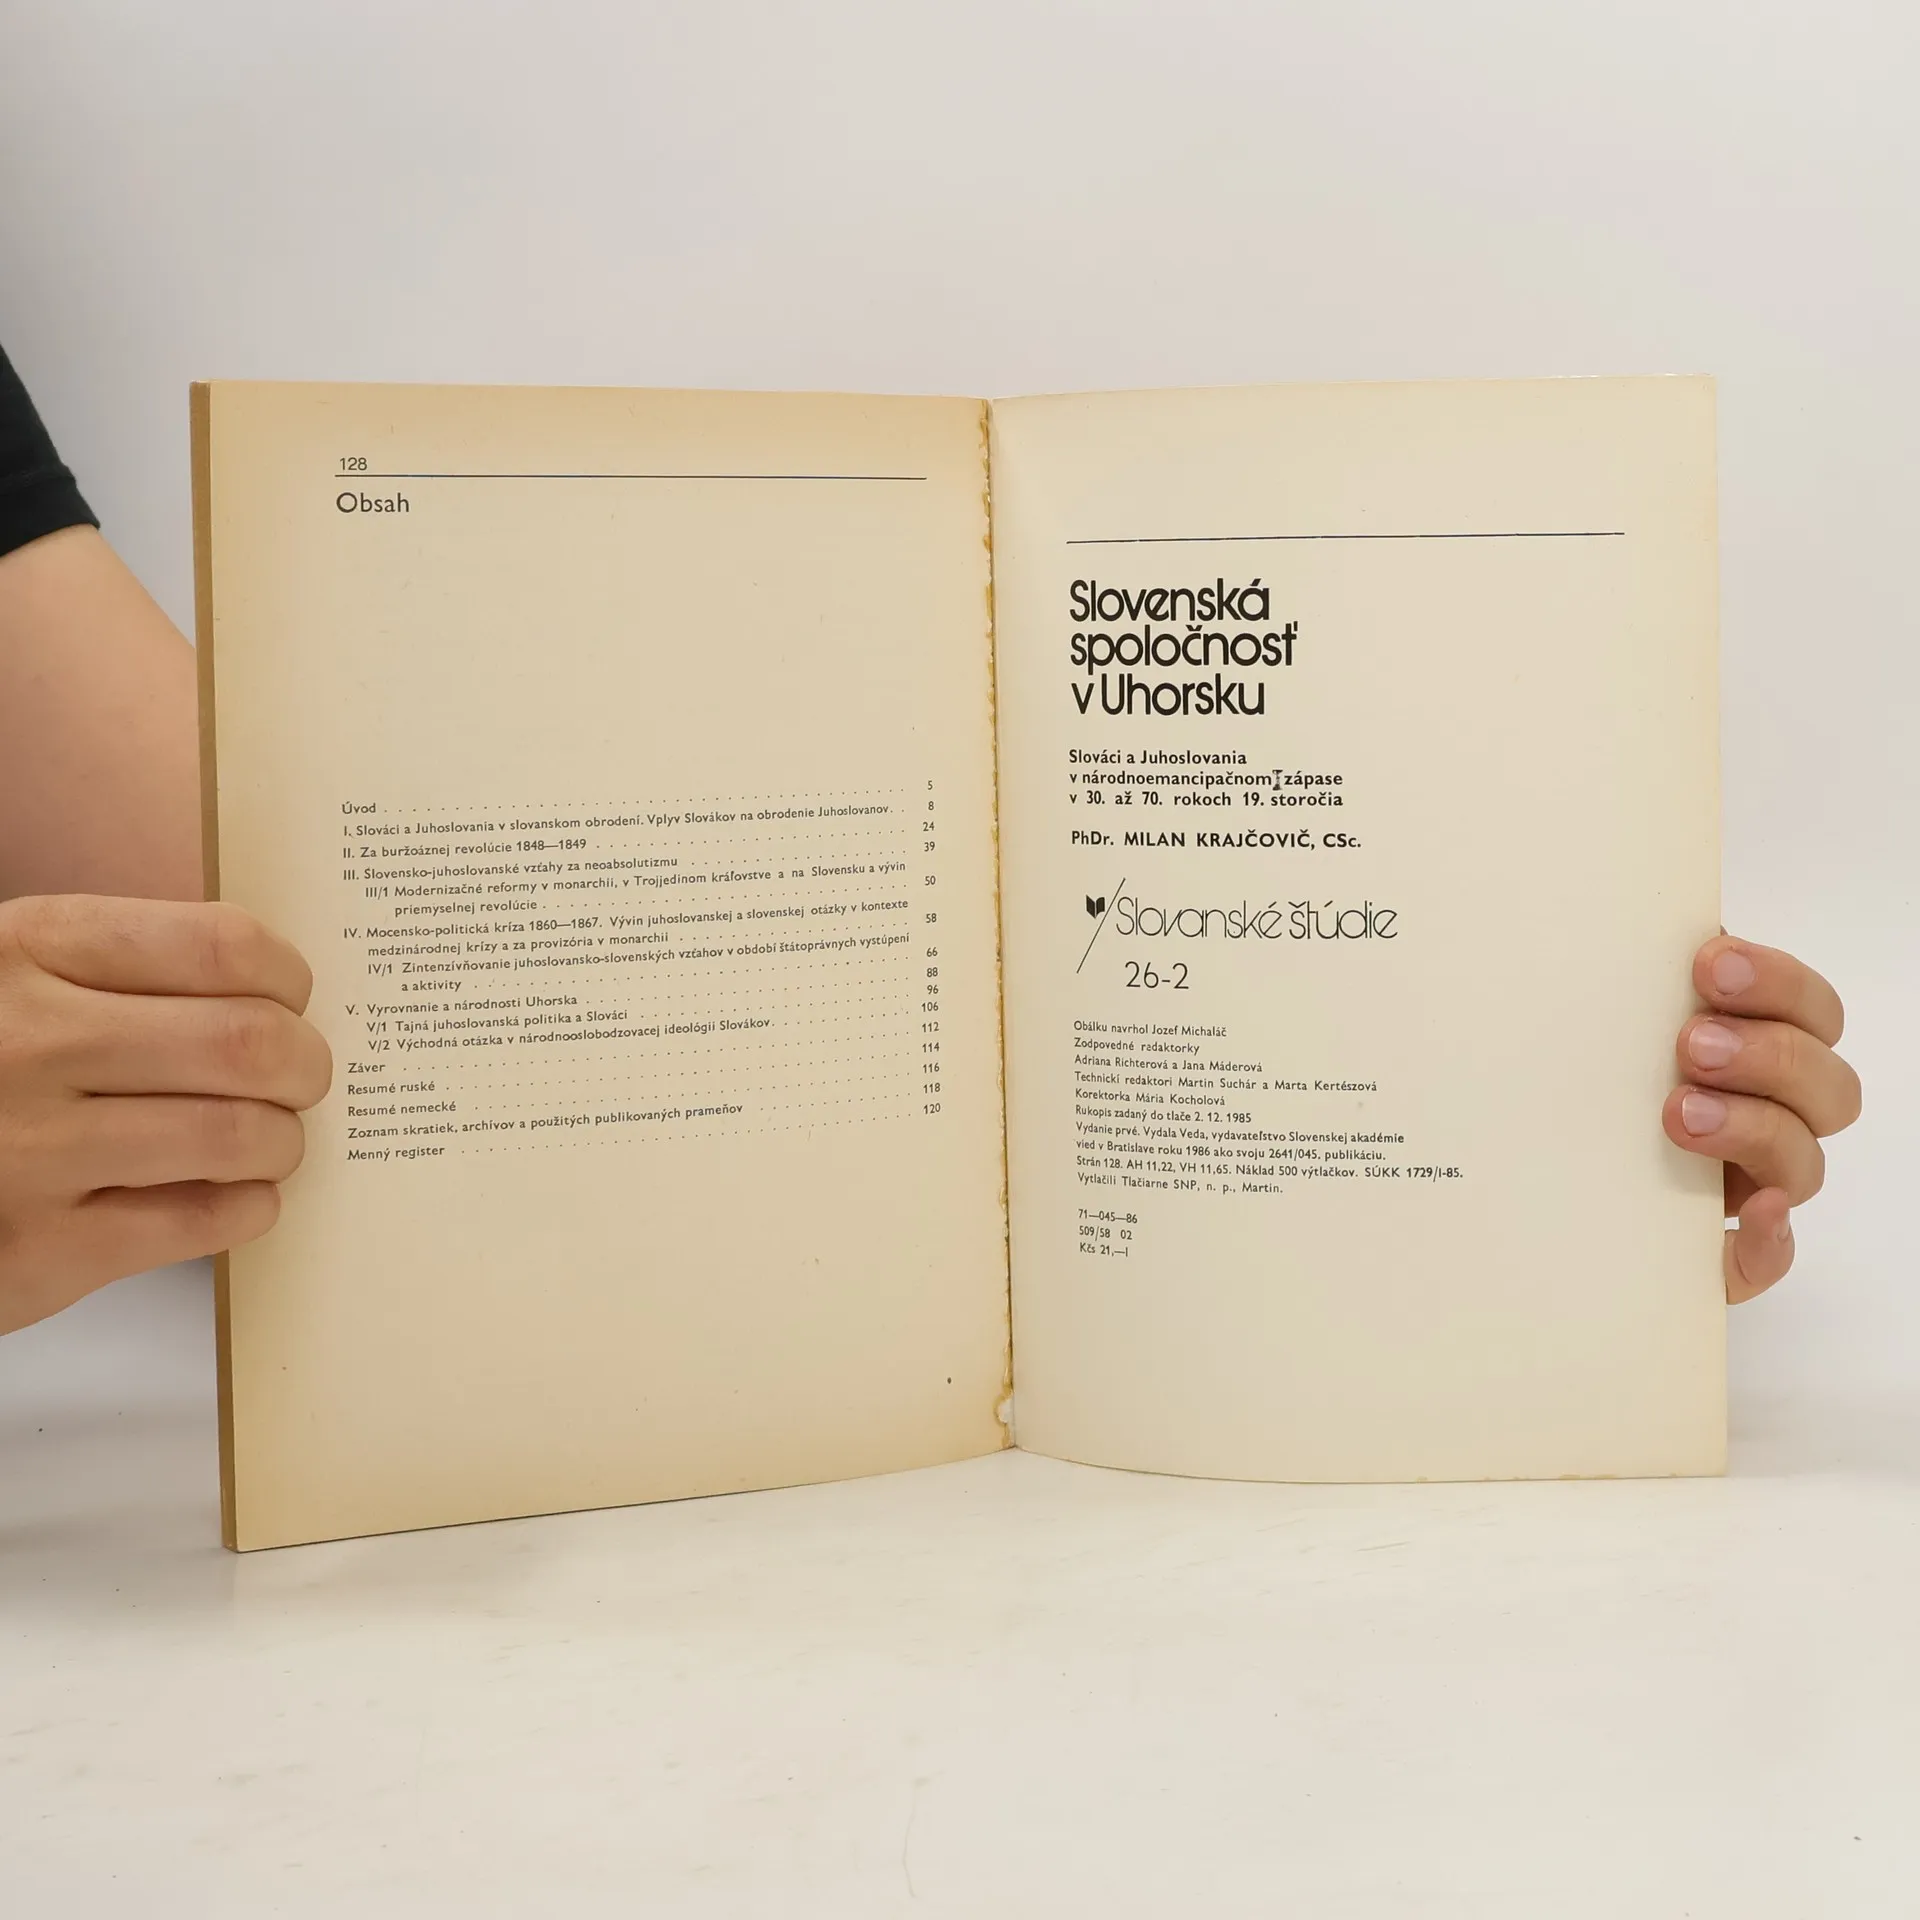 128
Obsah
Úvod . . . 5
I. Slováci a Juhoslovania v slovanskom obrodení. Vplyv Slovákov na obrodenie Juhoslovanov. . 8
II. Za buržoáznej revolúcie 1848—1849 . . . 24
III. Slovensko-juhoslovanské vzťahy za neoabsolutizmu . . . 39
III/1 Modernizačné reformy v monarchii, v Trojjedinom kráľovstve a na Slovensku a vývin
priemyselnej revolúcie . . . 50
IV. Mocensko-politická kríza 1860—1867. Vývin juhoslovanskej a slovenskej otázky v kontexte
medzinárodnej krízy a za provizória v monarchii . . . 58
IV/1 Zintenzívňovanie juhoslovansko-slovenských vzťahov v období štátoprávnych vystúpení
a aktivity . . . 66
V. Vyrovnanie a národnosti Uhorska . . . 88
V/1 Tajná juhoslovanská politika a Slováci . . . 96
V/2 Východná otázka v národnooslobodzovacej ideológii Slovákov. . . . 106
Záver . . . 112
Resumé ruské . . . 114
Resumé nemecké . . . 116
Zoznam skratiek, archívov a použitých publikovaných prameňov . . . 118
Menný register . . . 120
Slovenská
spoločnosť
v Uhorsku
Slováci a Juhoslovania
v národnoemancipačnom zápase
v 30. až 70. rokoch 19. storočia
PhDr. MILAN KRAJČOVIČ, CSc.
Slovanské štúdie
26-2
Obálku navrhol Jozef Michaláč
Zodpovedné redaktorky
Adriana Richterová a Jana Máderová
Technickí redaktori Martin Suchár a Marta Kertészová
Korektorka Mária Kocholová
Rukopis zadaný do tlače 2. 12. 1985
Vydanie prvé. Vydala Veda, vydavateľstvo Slovenskej akadémie
vied v Bratislave roku 1986 ako svoju 2641/045. publikáciu.
Strán 128. AH 11,22, VH 11,65. Náklad 500 výtlačkov. SÚKK 1729/I-85.
Vytlačili Tlačiarne SNP, n. p., Martin.
71—045—86
509/58 02
Kčs 21,—I